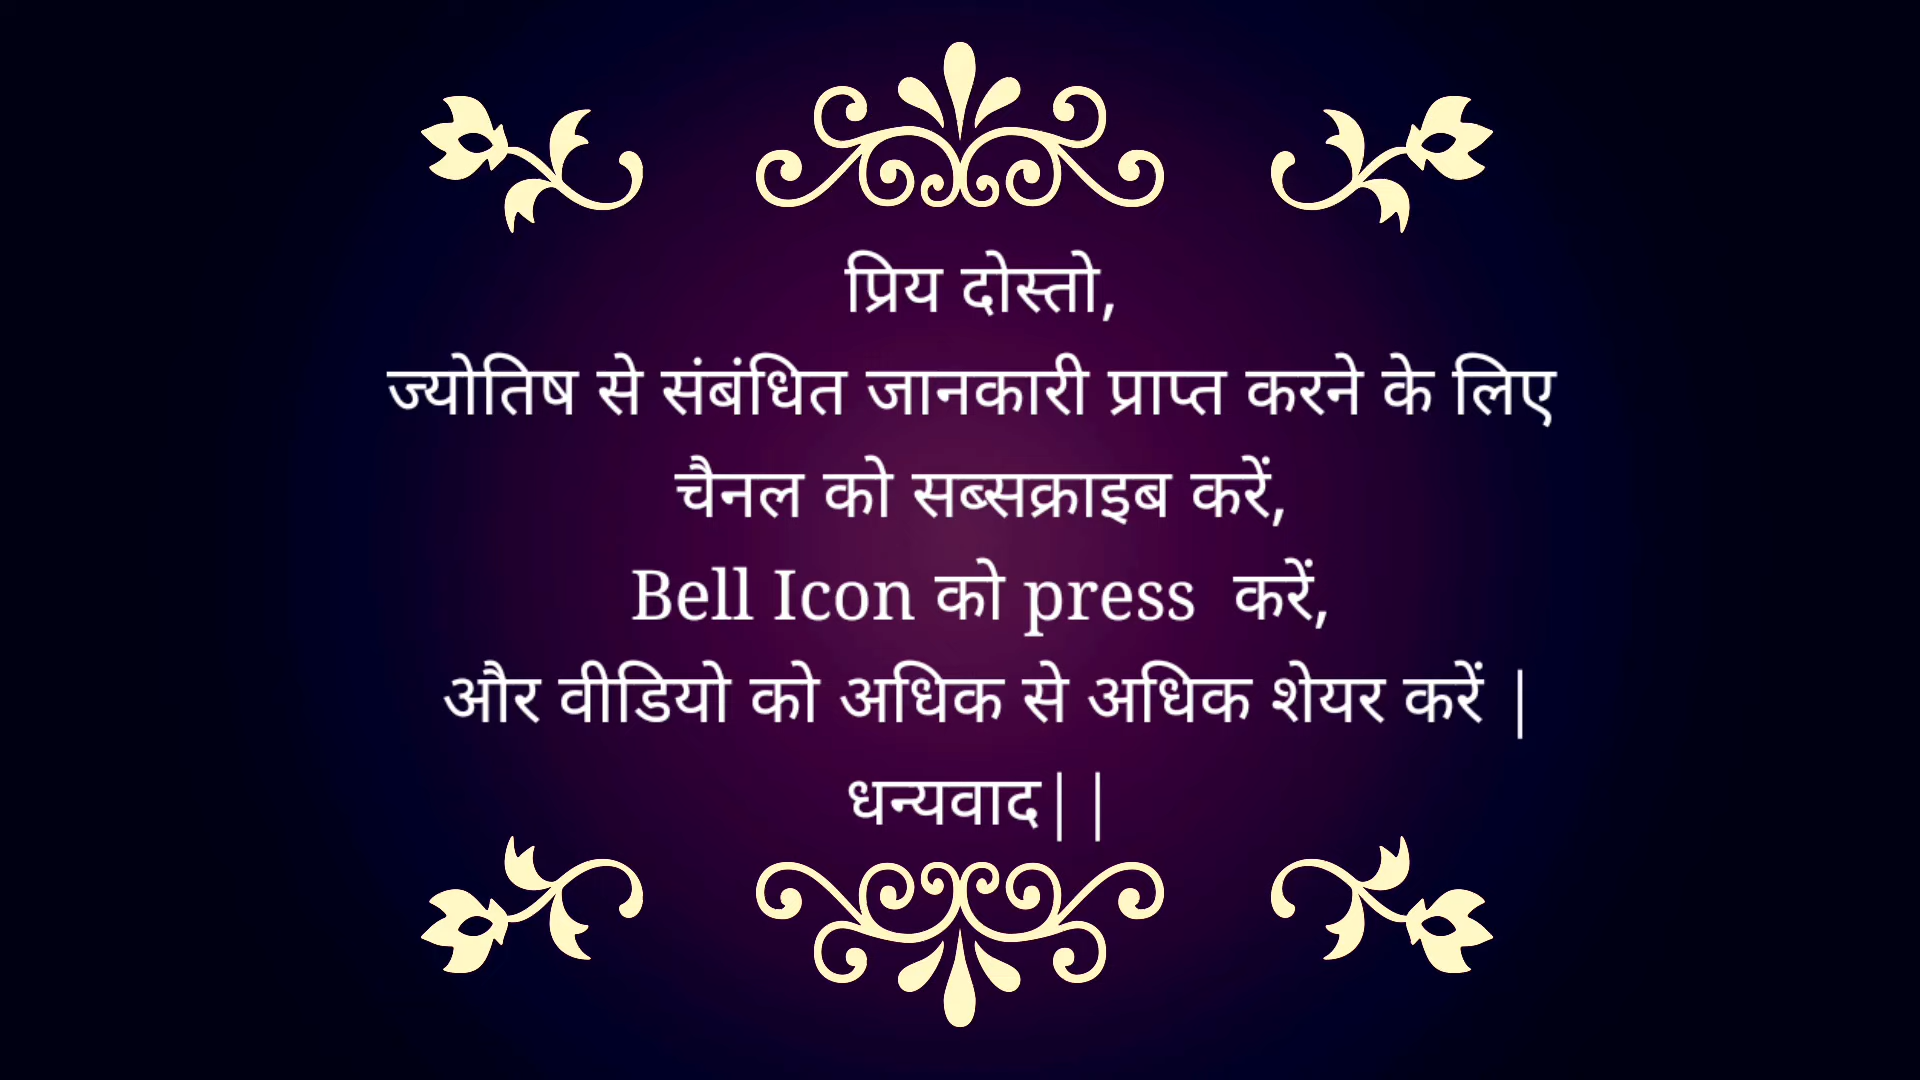 प्रिय दोस्तो,
ज्योतिष से संबंधित जानकारी प्राप्त करने के लिए
चैनल को सब्सक्राइब करें,
Bell Icon को press  करें,
और वीडियो को अधिक से अधिक शेयर करें |
धन्यवाद||